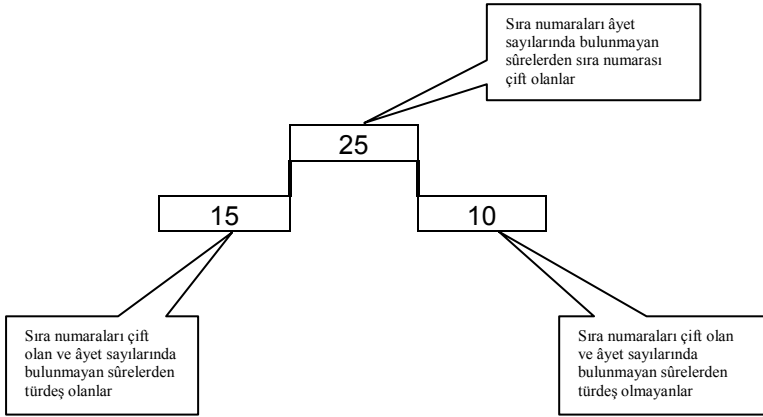 Sıra numaraları âyet
sayılarında bulunmayan
sûrelerden sıra numarası
çift olanlar
25
15
10
Sıra numaraları çift
olan ve âyet sayılarında
bulunmayan sûrelerden
türdeş olanlar
Sıra numaraları çift olan
ve âyet sayılarında
bulunmayan sûrelerden
türdeş olmayanlar